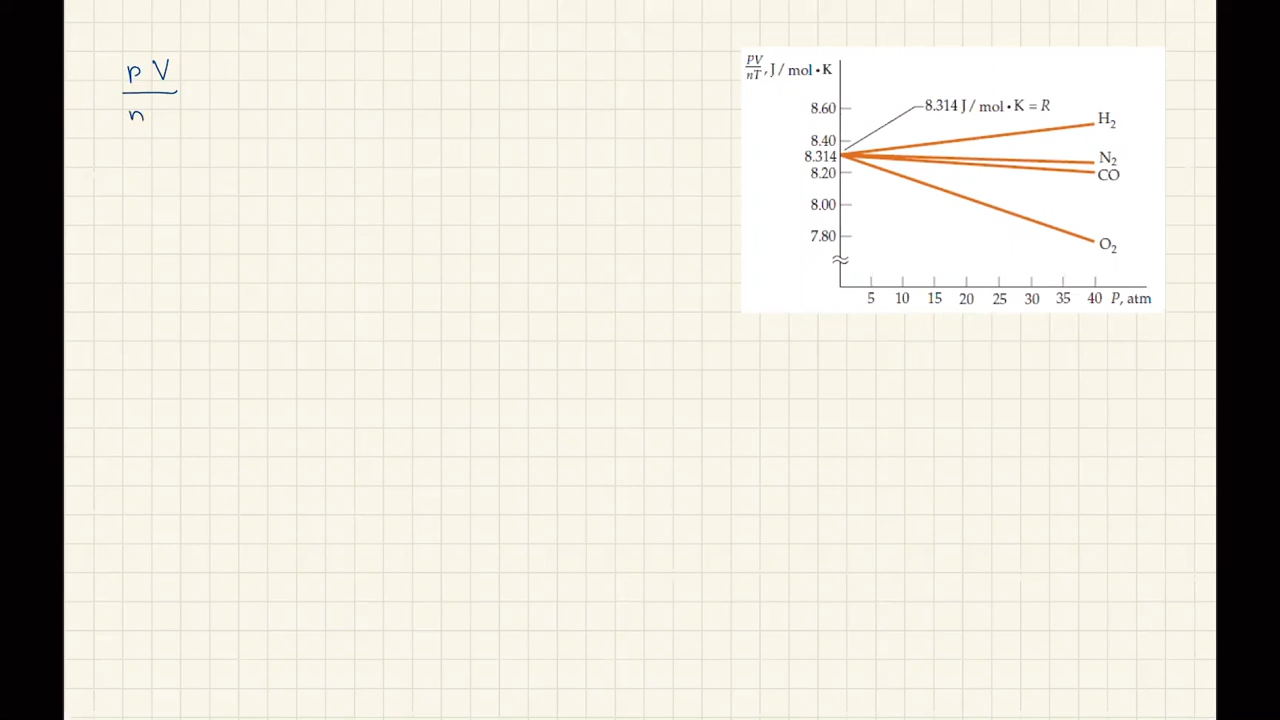 p V
n
PV
nT, J / mol • K
8.314 J / mol • K = R
8.60
8.40
8.314
8.20
8.00
7.80
H₂
N₂
CO
O₂
5 10 15 20 25 30 35 40 P, atm